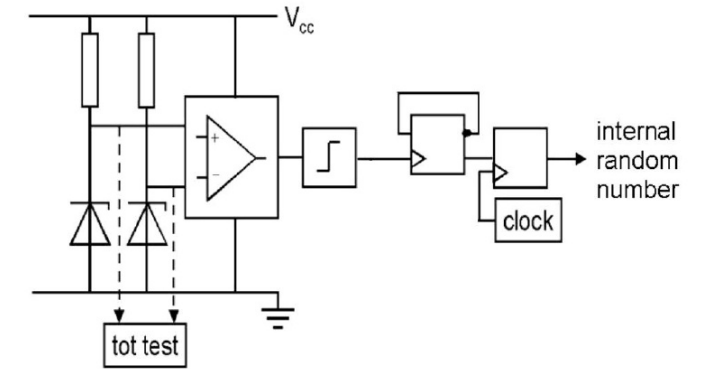 Vcc
+
−
internal
random
number
clock
tot test